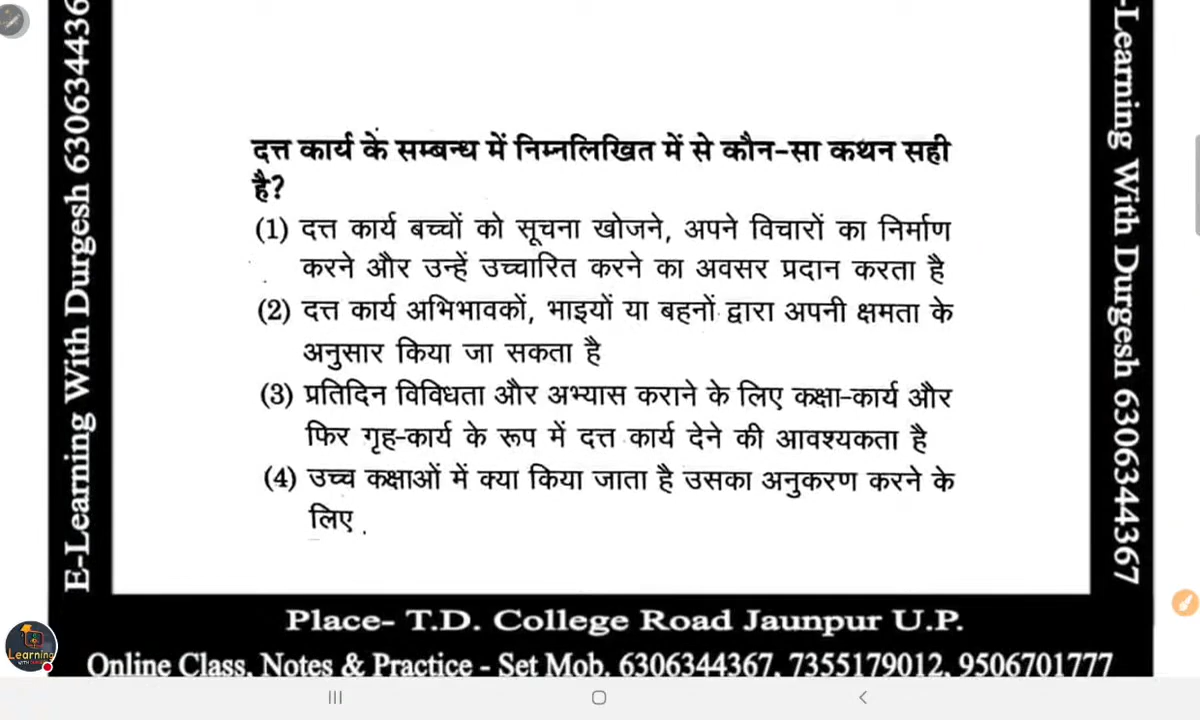 दत्त कार्य के सम्बन्ध में निम्नलिखित में से कौन-सा कथन सही
है?
(1) दत्त कार्य बच्चों को सूचना खोजने, अपने विचारों का निर्माण
करने और उन्हें उच्चारित करने का अवसर प्रदान करता है
(2) दत्त कार्य अभिभावकों, भाइयों या बहनों द्वारा अपनी क्षमता के
अनुसार किया जा सकता है
(3) प्रतिदिन विविधता और अभ्यास कराने के लिए कक्षा-कार्य और
फिर गृह-कार्य के रूप में दत्त कार्य देने की आवश्यकता है
(4) उच्च कक्षाओं में क्या किया जाता है उसका अनुकरण करने के
लिए
E-Learning With Durgesh 6306344367
-Learning With Durgesh 6306344367
Place- T.D. College Road Jaunpur U.P.
Online Class, Notes & Practice - Set Mob. 6306344367, 7355179012, 9506701777
Learning